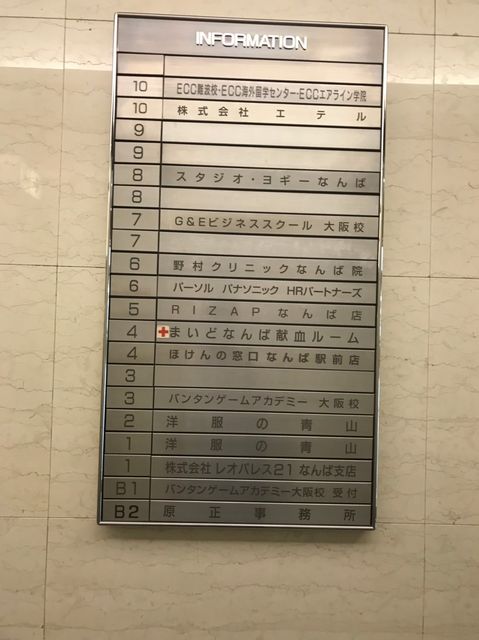 INFORMATION
10 ECC難波校・ECC海外留学センター・ECCエアライン学院
10 株式会社エテル
9
9
8 スタジオ・ヨギーなんば
8
7 G&Eビジネススクール 大阪校
7
6 野村クリニックなんば院
6 パーソル パナソニック HRパートナーズ
5 RIZAPなんば店
4 まいどなんば献血ルーム
4 ほけんの窓口なんば駅前店
3
3 バンタンゲームアカデミー 大阪校
2 洋服の青山
1 洋服の青山
1 株式会社 レオパレス21 なんば支店
B1 バンタンゲームアカデミー大阪校 受付
B2 原正事務所